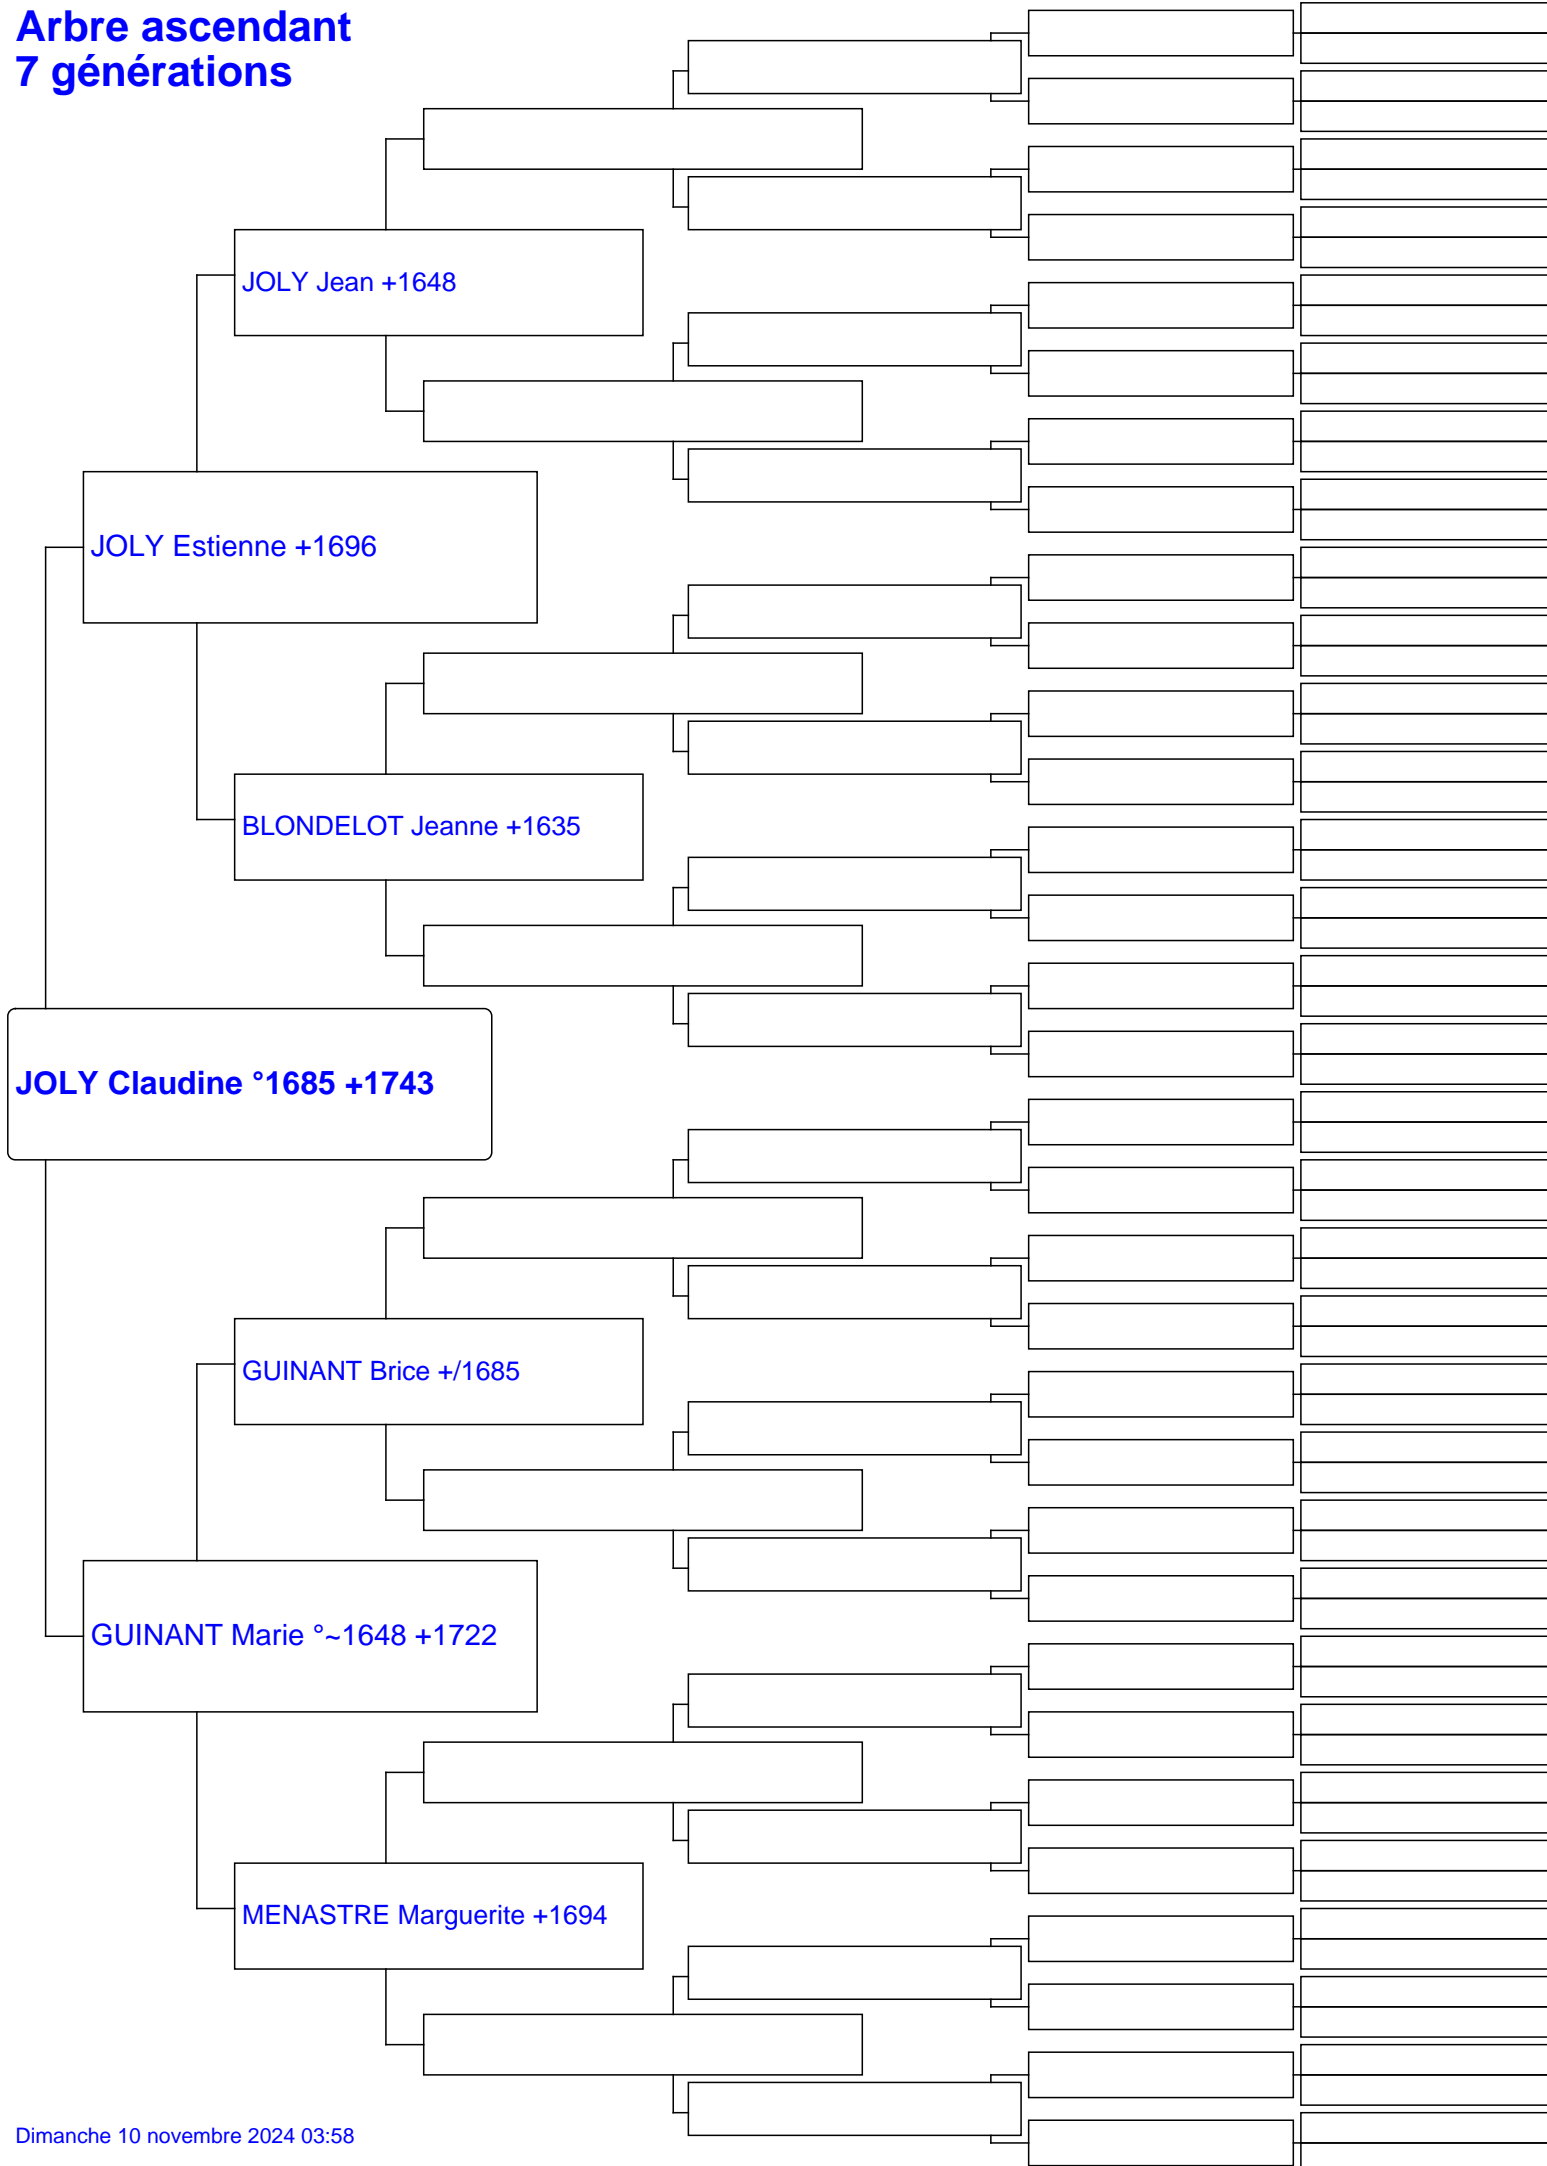 Arbre ascendant
7 générations
JOLY Jean +1648
JOLY Estienne +1696
BLONDELOT Jeanne +1635
JOLY Claudine °1685 +1743
GUINANT Brice +/1685
GUINANT Marie °~1648 +1722
MENASTRE Marguerite +1694
Dimanche 10 novembre 2024 03:58